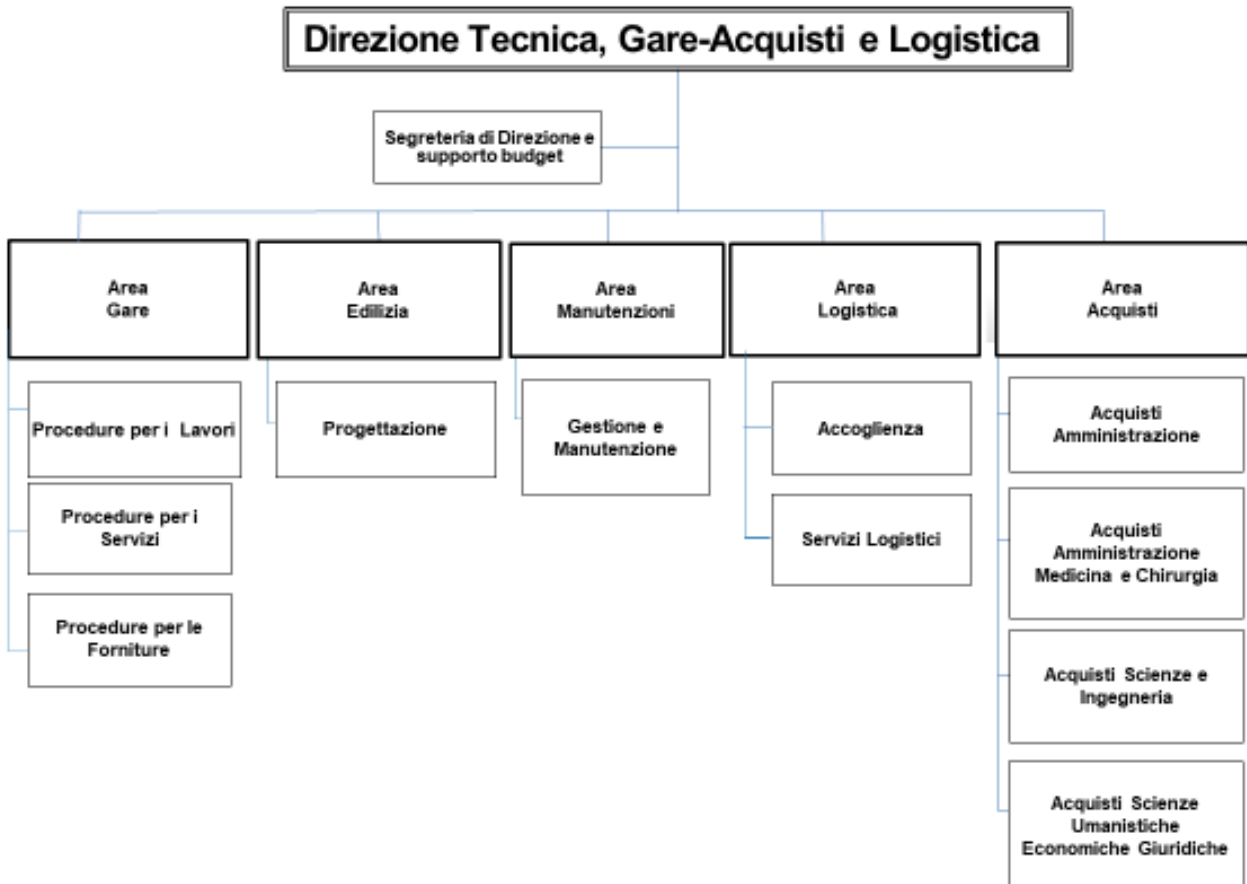 Direzione Tecnica, Gare-Acquisti e Logistica
Segreteria di Direzione e
supporto budget
Area
Gare
Area
Edilizia
Area
Manutenzioni
Area
Logistica
Area
Acquisti
Procedure per i Lavori
Procedure per i
Servizi
Procedure per le
Forniture
Progettazione
Gestione e
Manutenzione
Accoglienza
Servizi Logistici
Acquisti
Amministrazione
Acquisti
Amministrazione
Medicina e Chirurgia
Acquisti Scienze e
Ingegneria
Acquisti Scienze
Umanistiche
Economiche Giuridiche